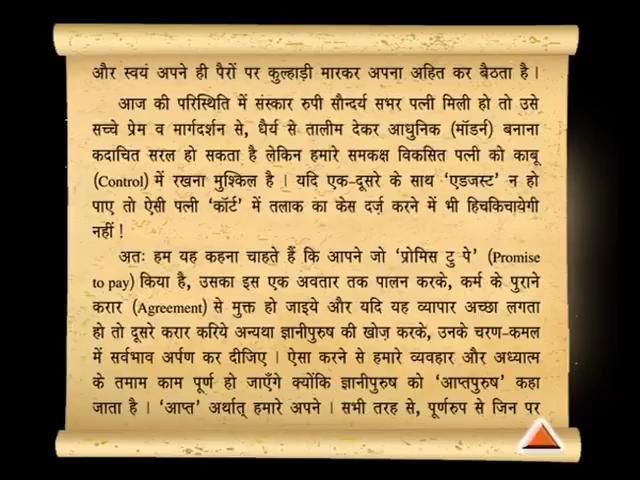 और स्वयं अपने ही पैरों पर कुल्हाड़ी मारकर अपना अहित कर बैठता है ।
आज की परिस्थिति में संस्कार रुपी सौन्दर्य सभर पत्नी मिली हो तो उसे
सच्चे प्रेम व मार्गदर्शन से, धैर्य से तालीम देकर आधुनिक (मॉडर्न) बनाना
कदाचित सरल हो सकता है लेकिन हमारे समकक्ष विकसित पत्नी को काबू
(Control) में रखना मुश्किल है । यदि एक-दूसरे के साथ ‘एडजस्ट’ न हो
पाए तो ऐसी पत्नी ‘कॉर्ट’ में तलाक का केस दर्ज़ करने में भी हिचकिचायेगी
नहीं !
अतः हम यह कहना चाहते हैं कि आपने जो ‘प्रोमिस टु पे’ (Promise
to pay) किया है, उसका इस एक अवतार तक पालन करके, कर्म के पुराने
करार (Agreement) से मुक्त हो जाइये और यदि यह व्यापार अच्छा लगता
हो तो दूसरे करार करिये अन्यथा ज्ञानीपुरुष की खोज़ करके, उनके चरण-कमल
में सर्वभाव अर्पण कर दीजिए । ऐसा करने से हमारे व्यवहार और अध्यात्म
के तमाम काम पूर्ण हो जाएँगे क्योंकि ज्ञानीपुरुष को ‘आप्तपुरुष’ कहा
जाता है । ‘आप्त’ अर्थात् हमारे अपने । सभी तरह से, पूर्णरुप से जिन पर